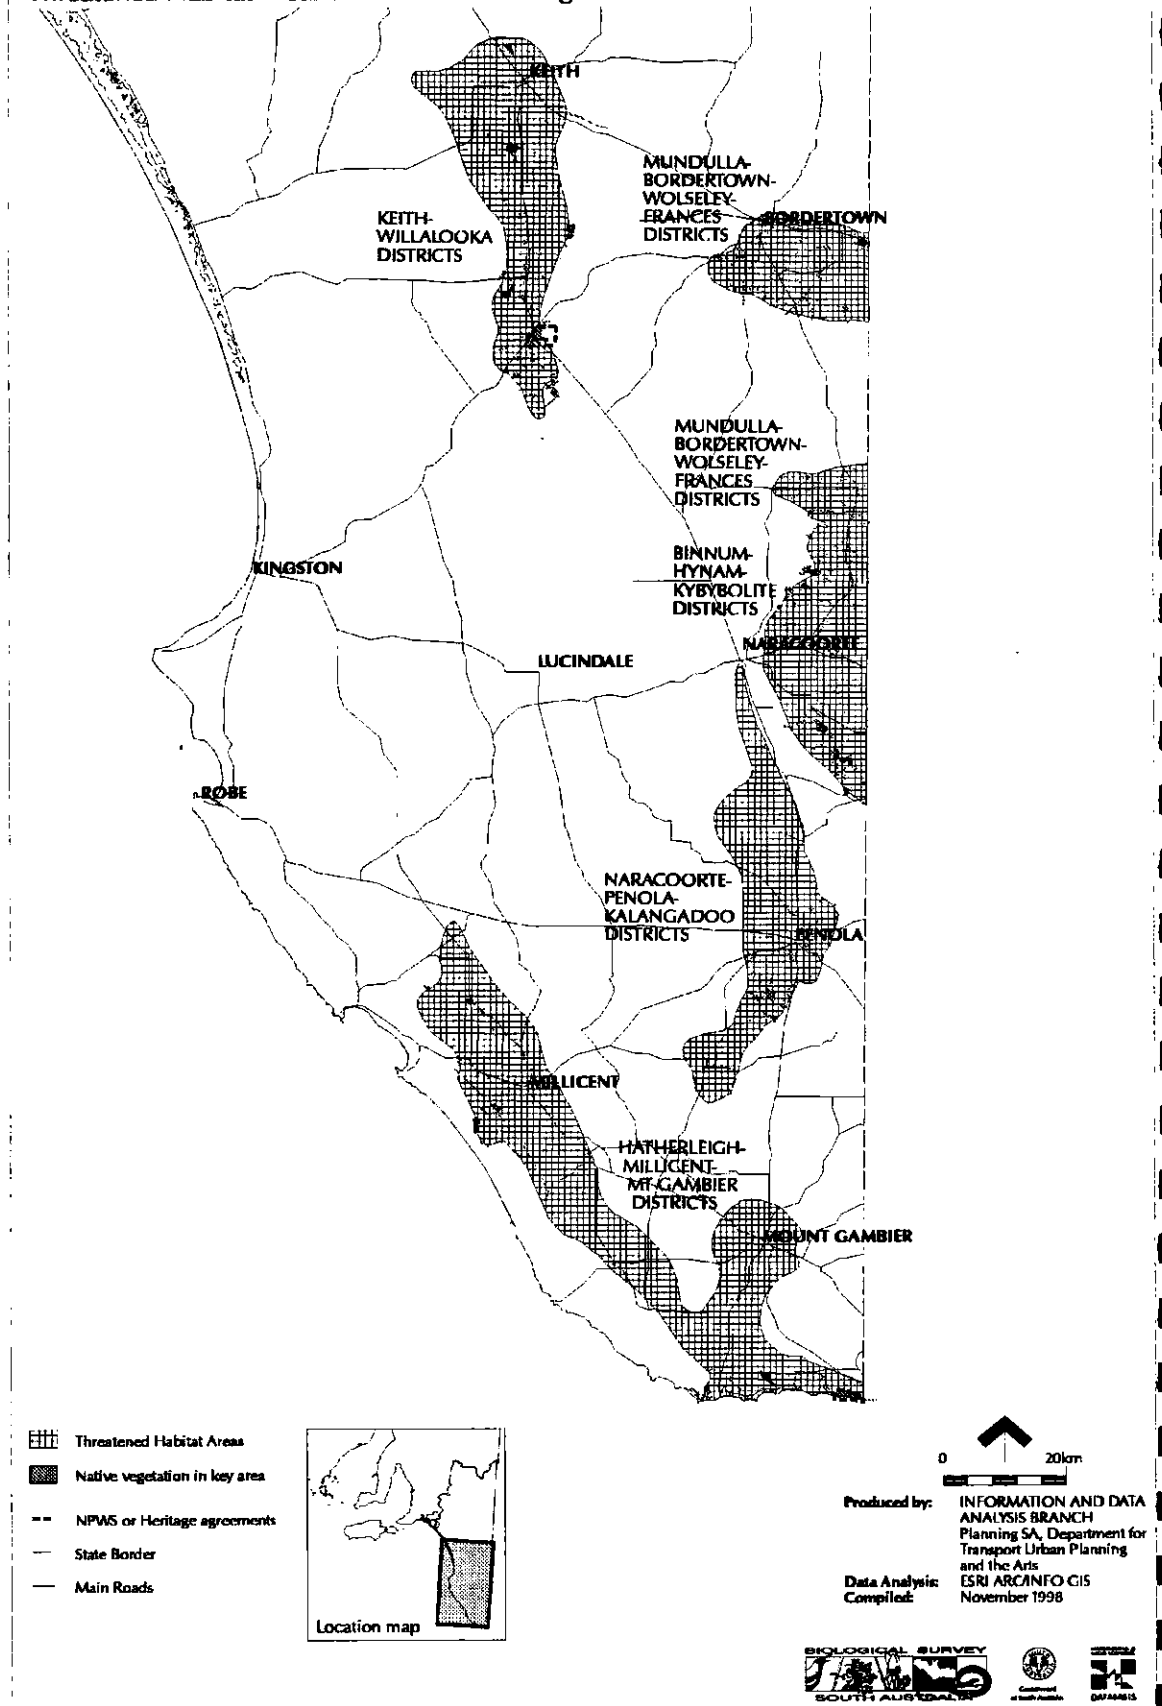 KEITH
MUNDULLA-
BORDERTOWN-
WOLSELEY-
FRANCES
DISTRICTS
BORDERTOWN
KEITH-
WILLALOOKA
DISTRICTS
MUNDULLA-
BORDERTOWN-
WOLSELEY-
FRANCES
DISTRICTS
BINNUM-
HYNAM-
KYBYBOLITE
DISTRICTS
KINGSTON
NARACOORTE
LUCINDALE
ROBE
NARACOORTE-
PENOLA-
KALANGADOO
DISTRICTS
PENOLA
MILLICENT
HATHERLEIGH-
MILLICENT-
MT GAMBIER
DISTRICTS
MOUNT GAMBIER
Threatened Habitat Areas
Native vegetation in key area
NPWS or Heritage agreements
State Border
Main Roads
Location map
0 20km
Produced by: INFORMATION AND DATA
ANALYSIS BRANCH
Planning SA, Department for
Transport Urban Planning
and the Arts
Data Analysis: ESRI ARC/INFO GIS
Compiled: November 1998
BIOLOGICAL SURVEY
SOUTH AUSTRALIA